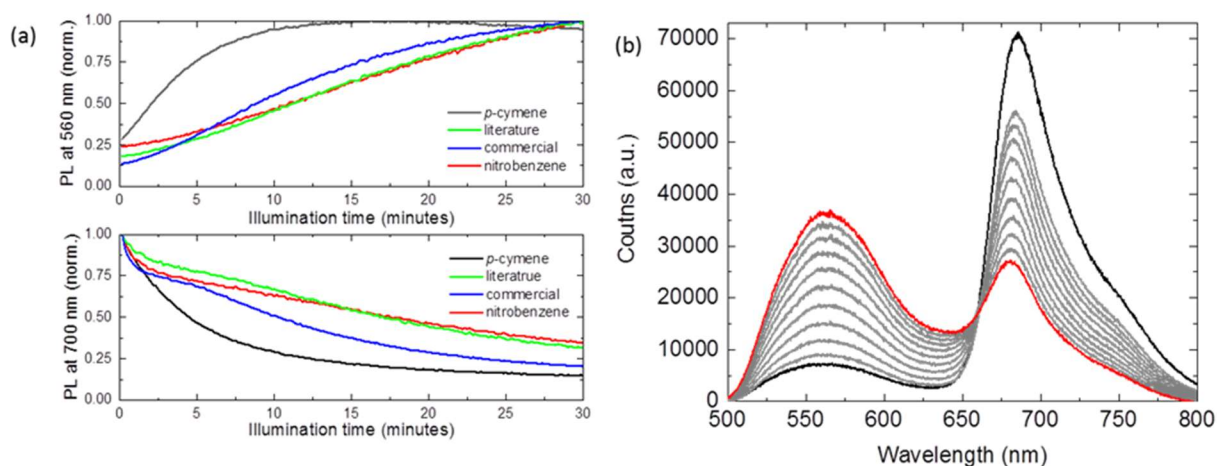 (a)
PL at 560 nm (norm.)
1.00
0.75
0.50
0.25
0.00
p-cymene
literature
commercial
nitrobenzene
0 5 10 15 20 25 30
Illumination time (minutes)
PL at 700 nm (norm.)
1.00
0.75
0.50
0.25
0.00
p-cymene
literatrue
commercial
nitrobenzene
0 5 10 15 20 25 30
Illumination time (minutes)
(b)
Coutns (a.u.)
70000
60000
50000
40000
30000
20000
10000
0
500 550 600 650 700 750 800
Wavelength (nm)